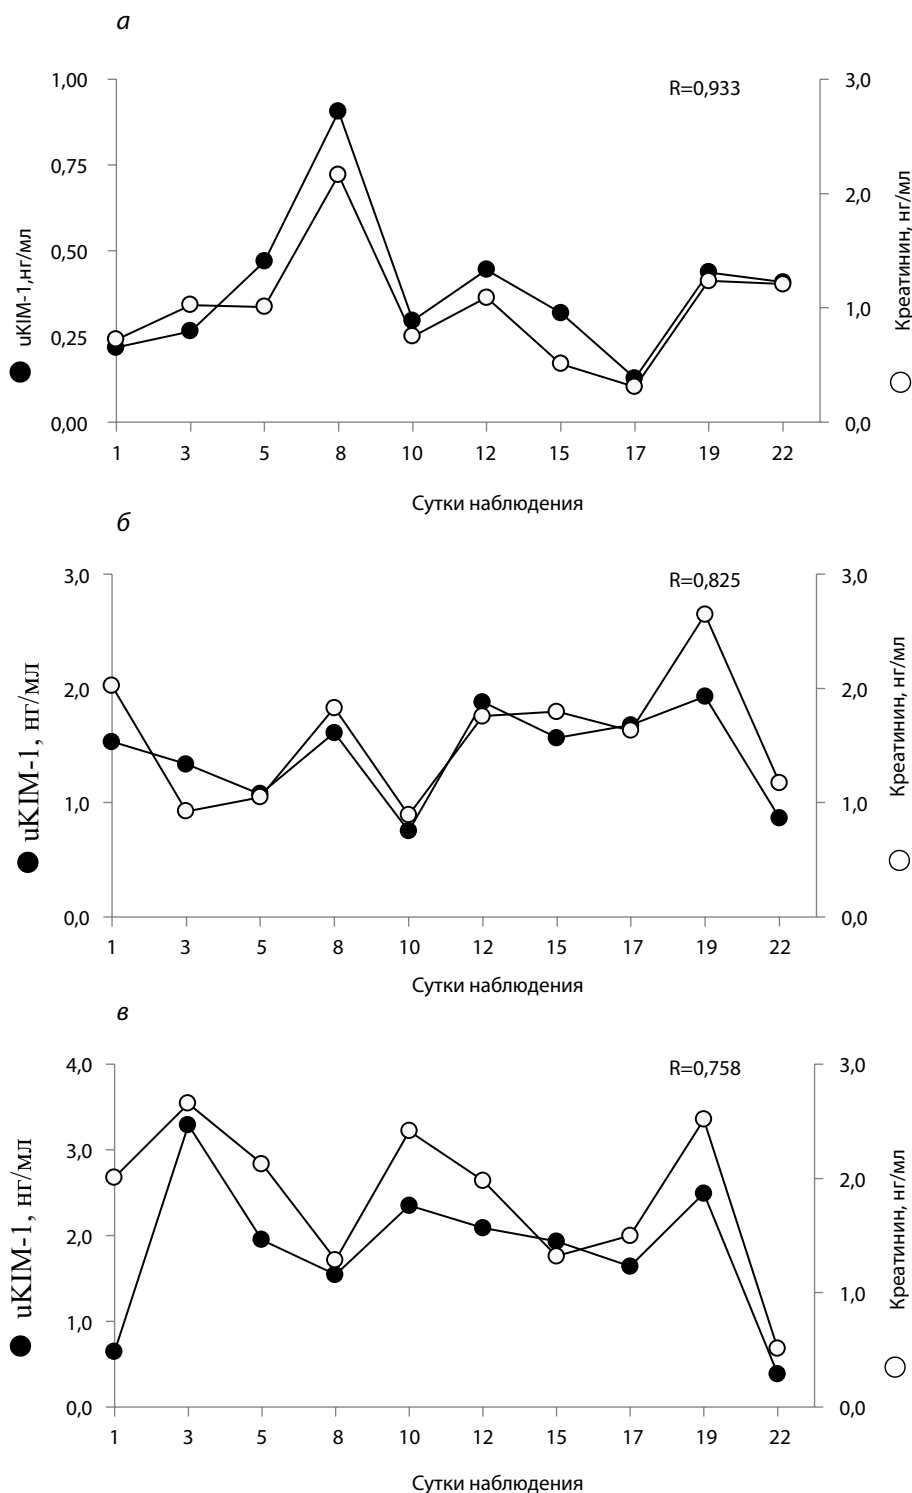 а
1,00
0,75
0,50
0,25
0,00
uKIM-1,нг/мл
R=0,933
3,0
2,0
1,0
0,0
Креатинин, нг/мл
1 3 5 8 10 12 15 17 19 22
Сутки наблюдения
б
3,0
2,0
1,0
0,0
uKIM-1, нг/мл
R=0,825
3,0
2,0
1,0
0,0
Креатинин, нг/мл
1 3 5 8 10 12 15 17 19 22
Сутки наблюдения
в
4,0
3,0
2,0
1,0
0,0
uKIM-1, нг/мл
R=0,758
3,0
2,0
1,0
0,0
Креатинин, нг/мл
1 3 5 8 10 12 15 17 19 22
Сутки наблюдения